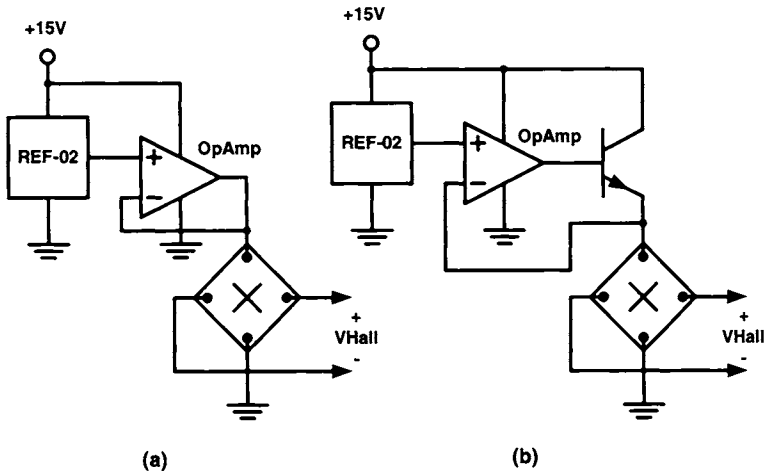 +15V
REF-02
+
-
OpAmp
+
VHall
-
(a)
+15V
REF-02
+
-
OpAmp
+
VHall
-
(b)